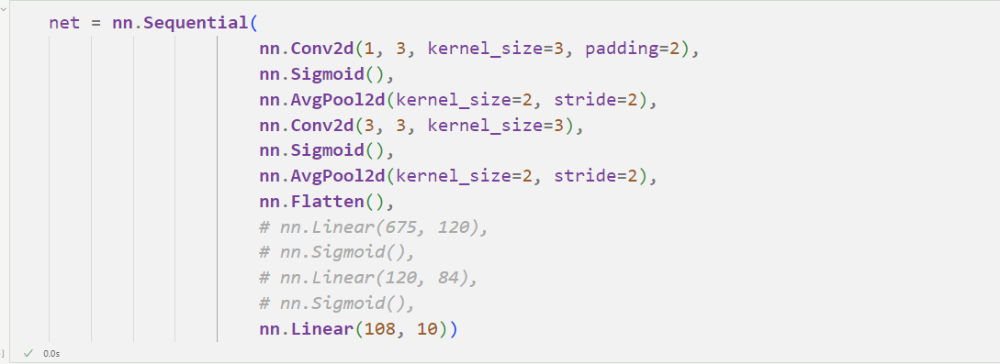 net = nn.Sequential(
nn.Conv2d(1, 3, kernel_size=3, padding=2),
nn.Sigmoid(),
nn.AvgPool2d(kernel_size=2, stride=2),
nn.Conv2d(3, 3, kernel_size=3),
nn.Sigmoid(),
nn.AvgPool2d(kernel_size=2, stride=2),
nn.Flatten(),
# nn.Linear(675, 120),
# nn.Sigmoid(),
# nn.Linear(120, 84),
# nn.Sigmoid(),
nn.Linear(108, 10))
✓ 0.0s